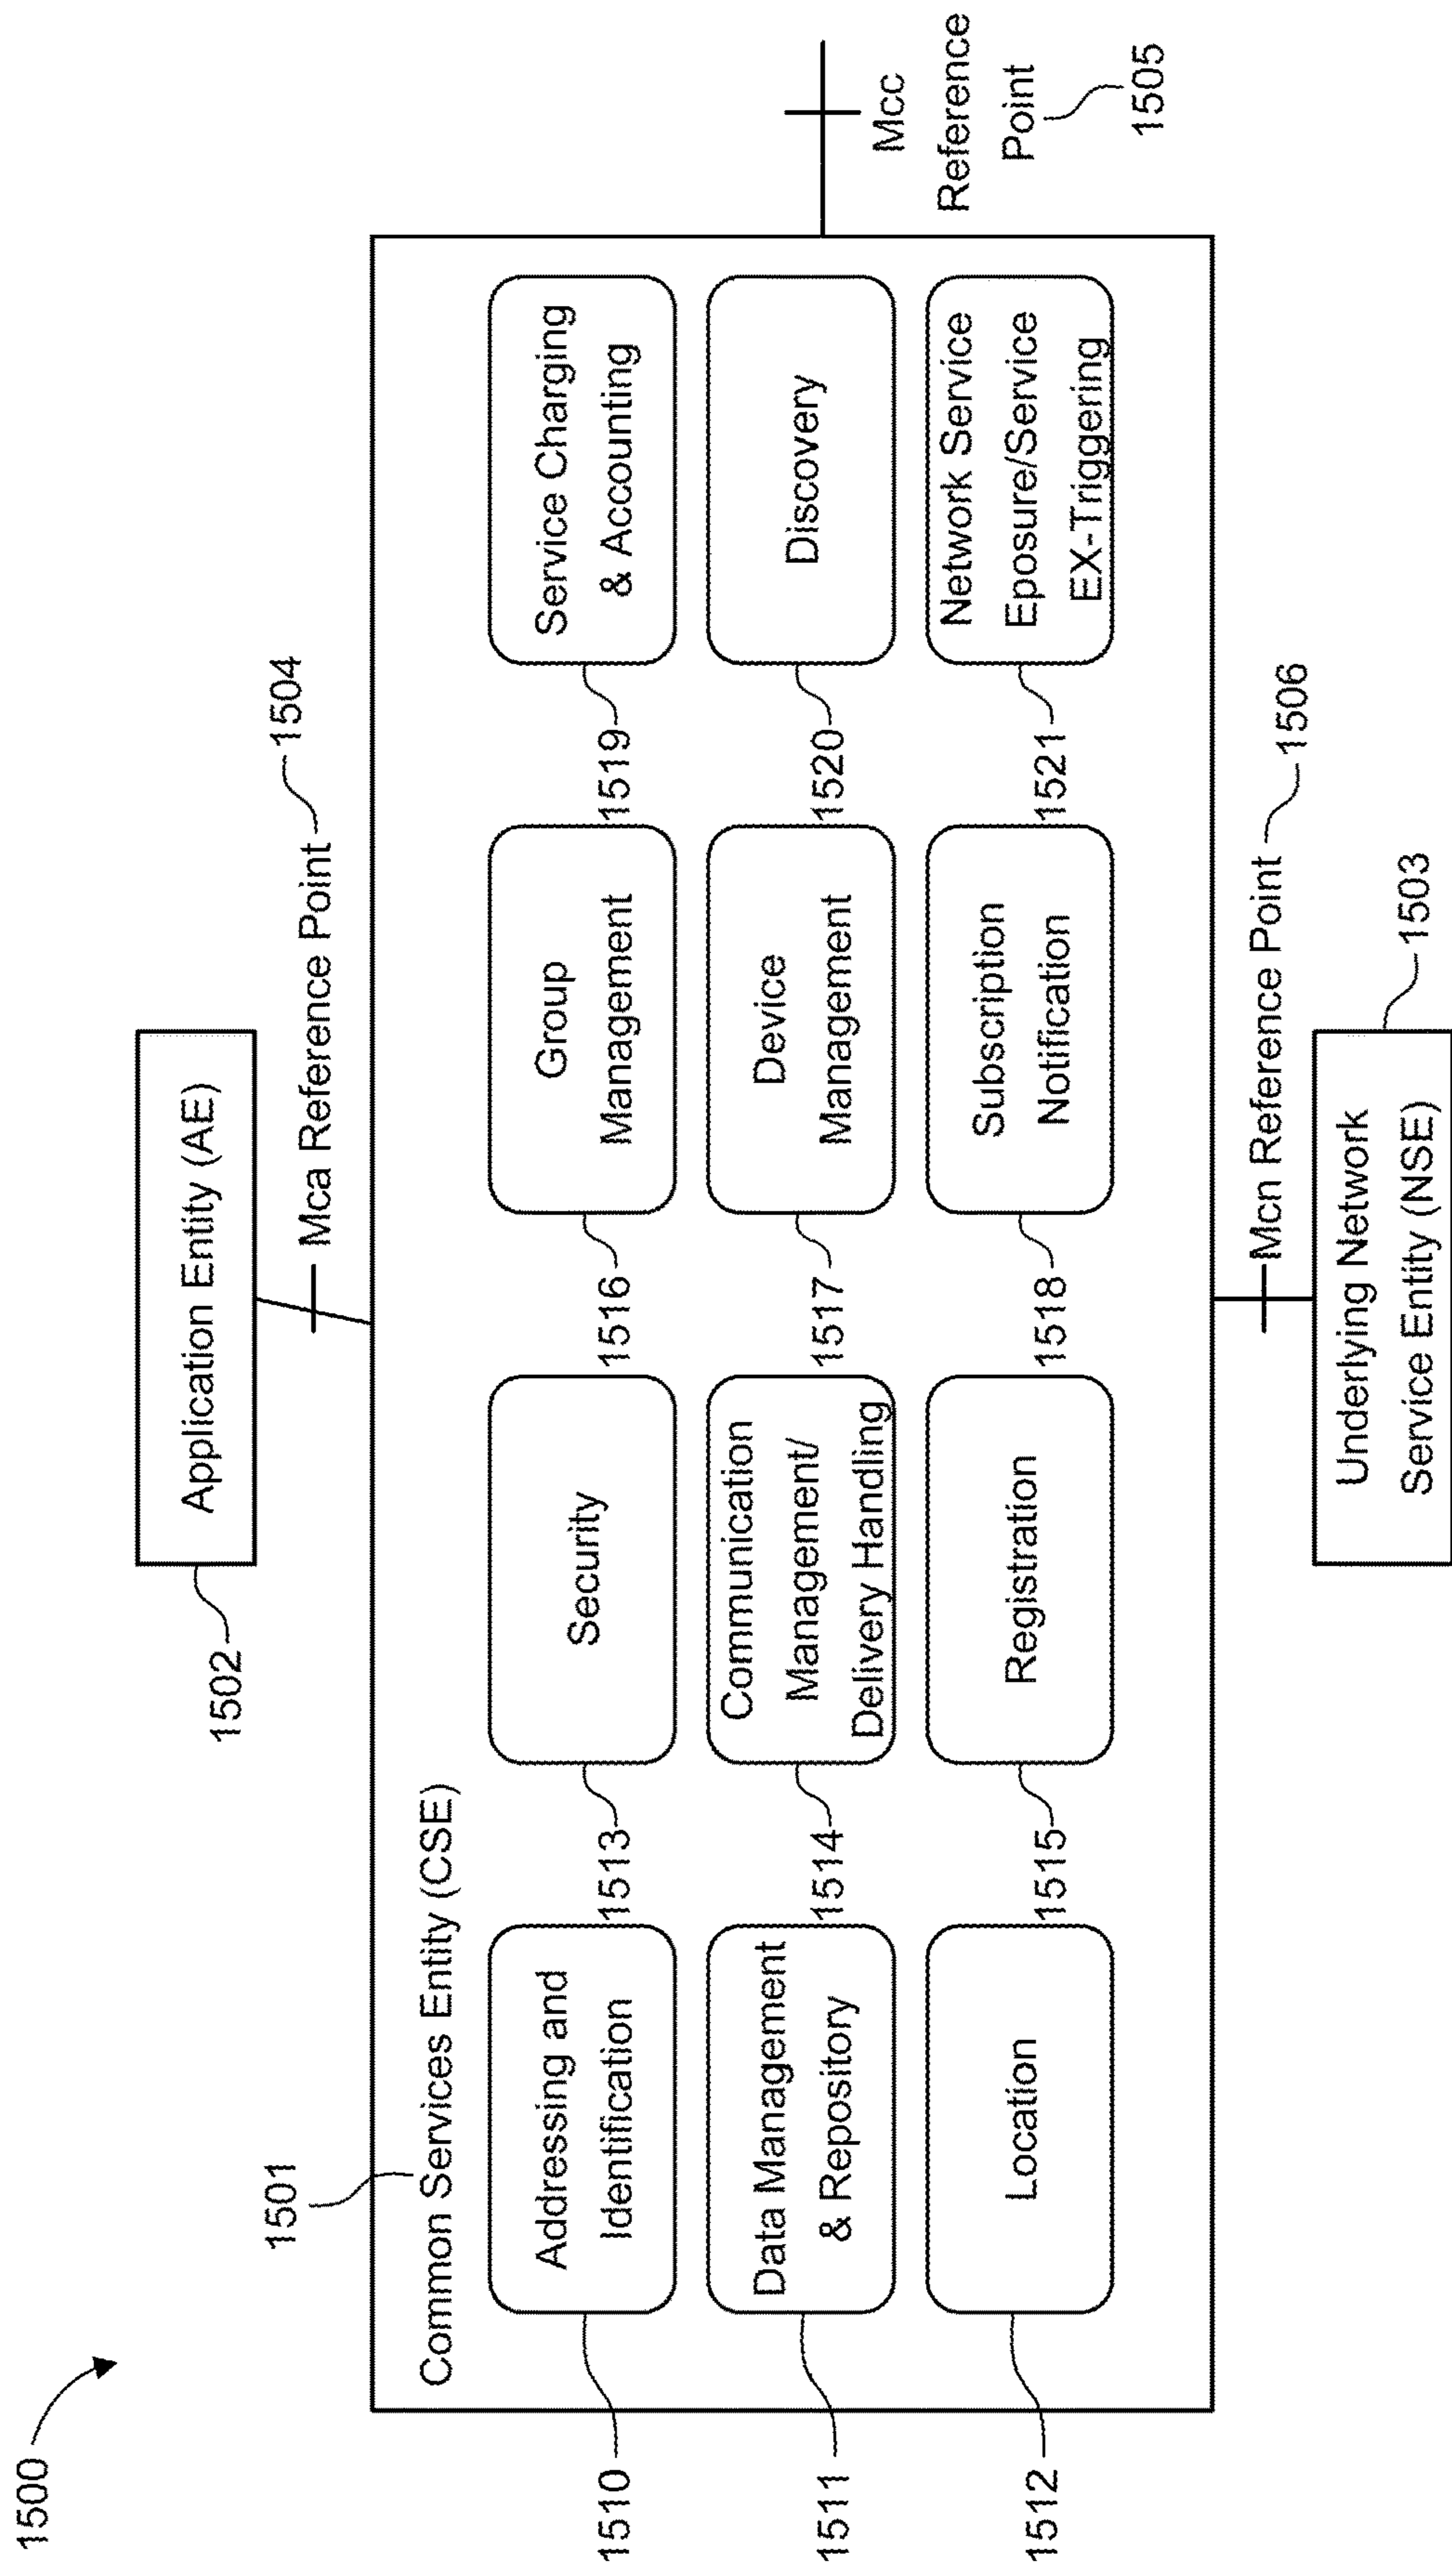 1500
1502
Application Entity (AE)
Mca Reference Point
1504
1501
Common Services Entity (CSE)
1510
Addressing and
Identification
1513
Security
1516
Group
Management
1519
Service Charging
& Accounting
1511
Data Management
& Repository
1514
Communication
Management/
Delivery Handling
1517
Device
Management
1520
Discovery
1512
Location
1515
Registration
1518
Subscription
Notification
1521
Network Service
Eposure/Service
EX-Triggering
Mcc
Reference
Point
1505
Mcn Reference Point
1506
Underlying Network
Service Entity (NSE)
1503